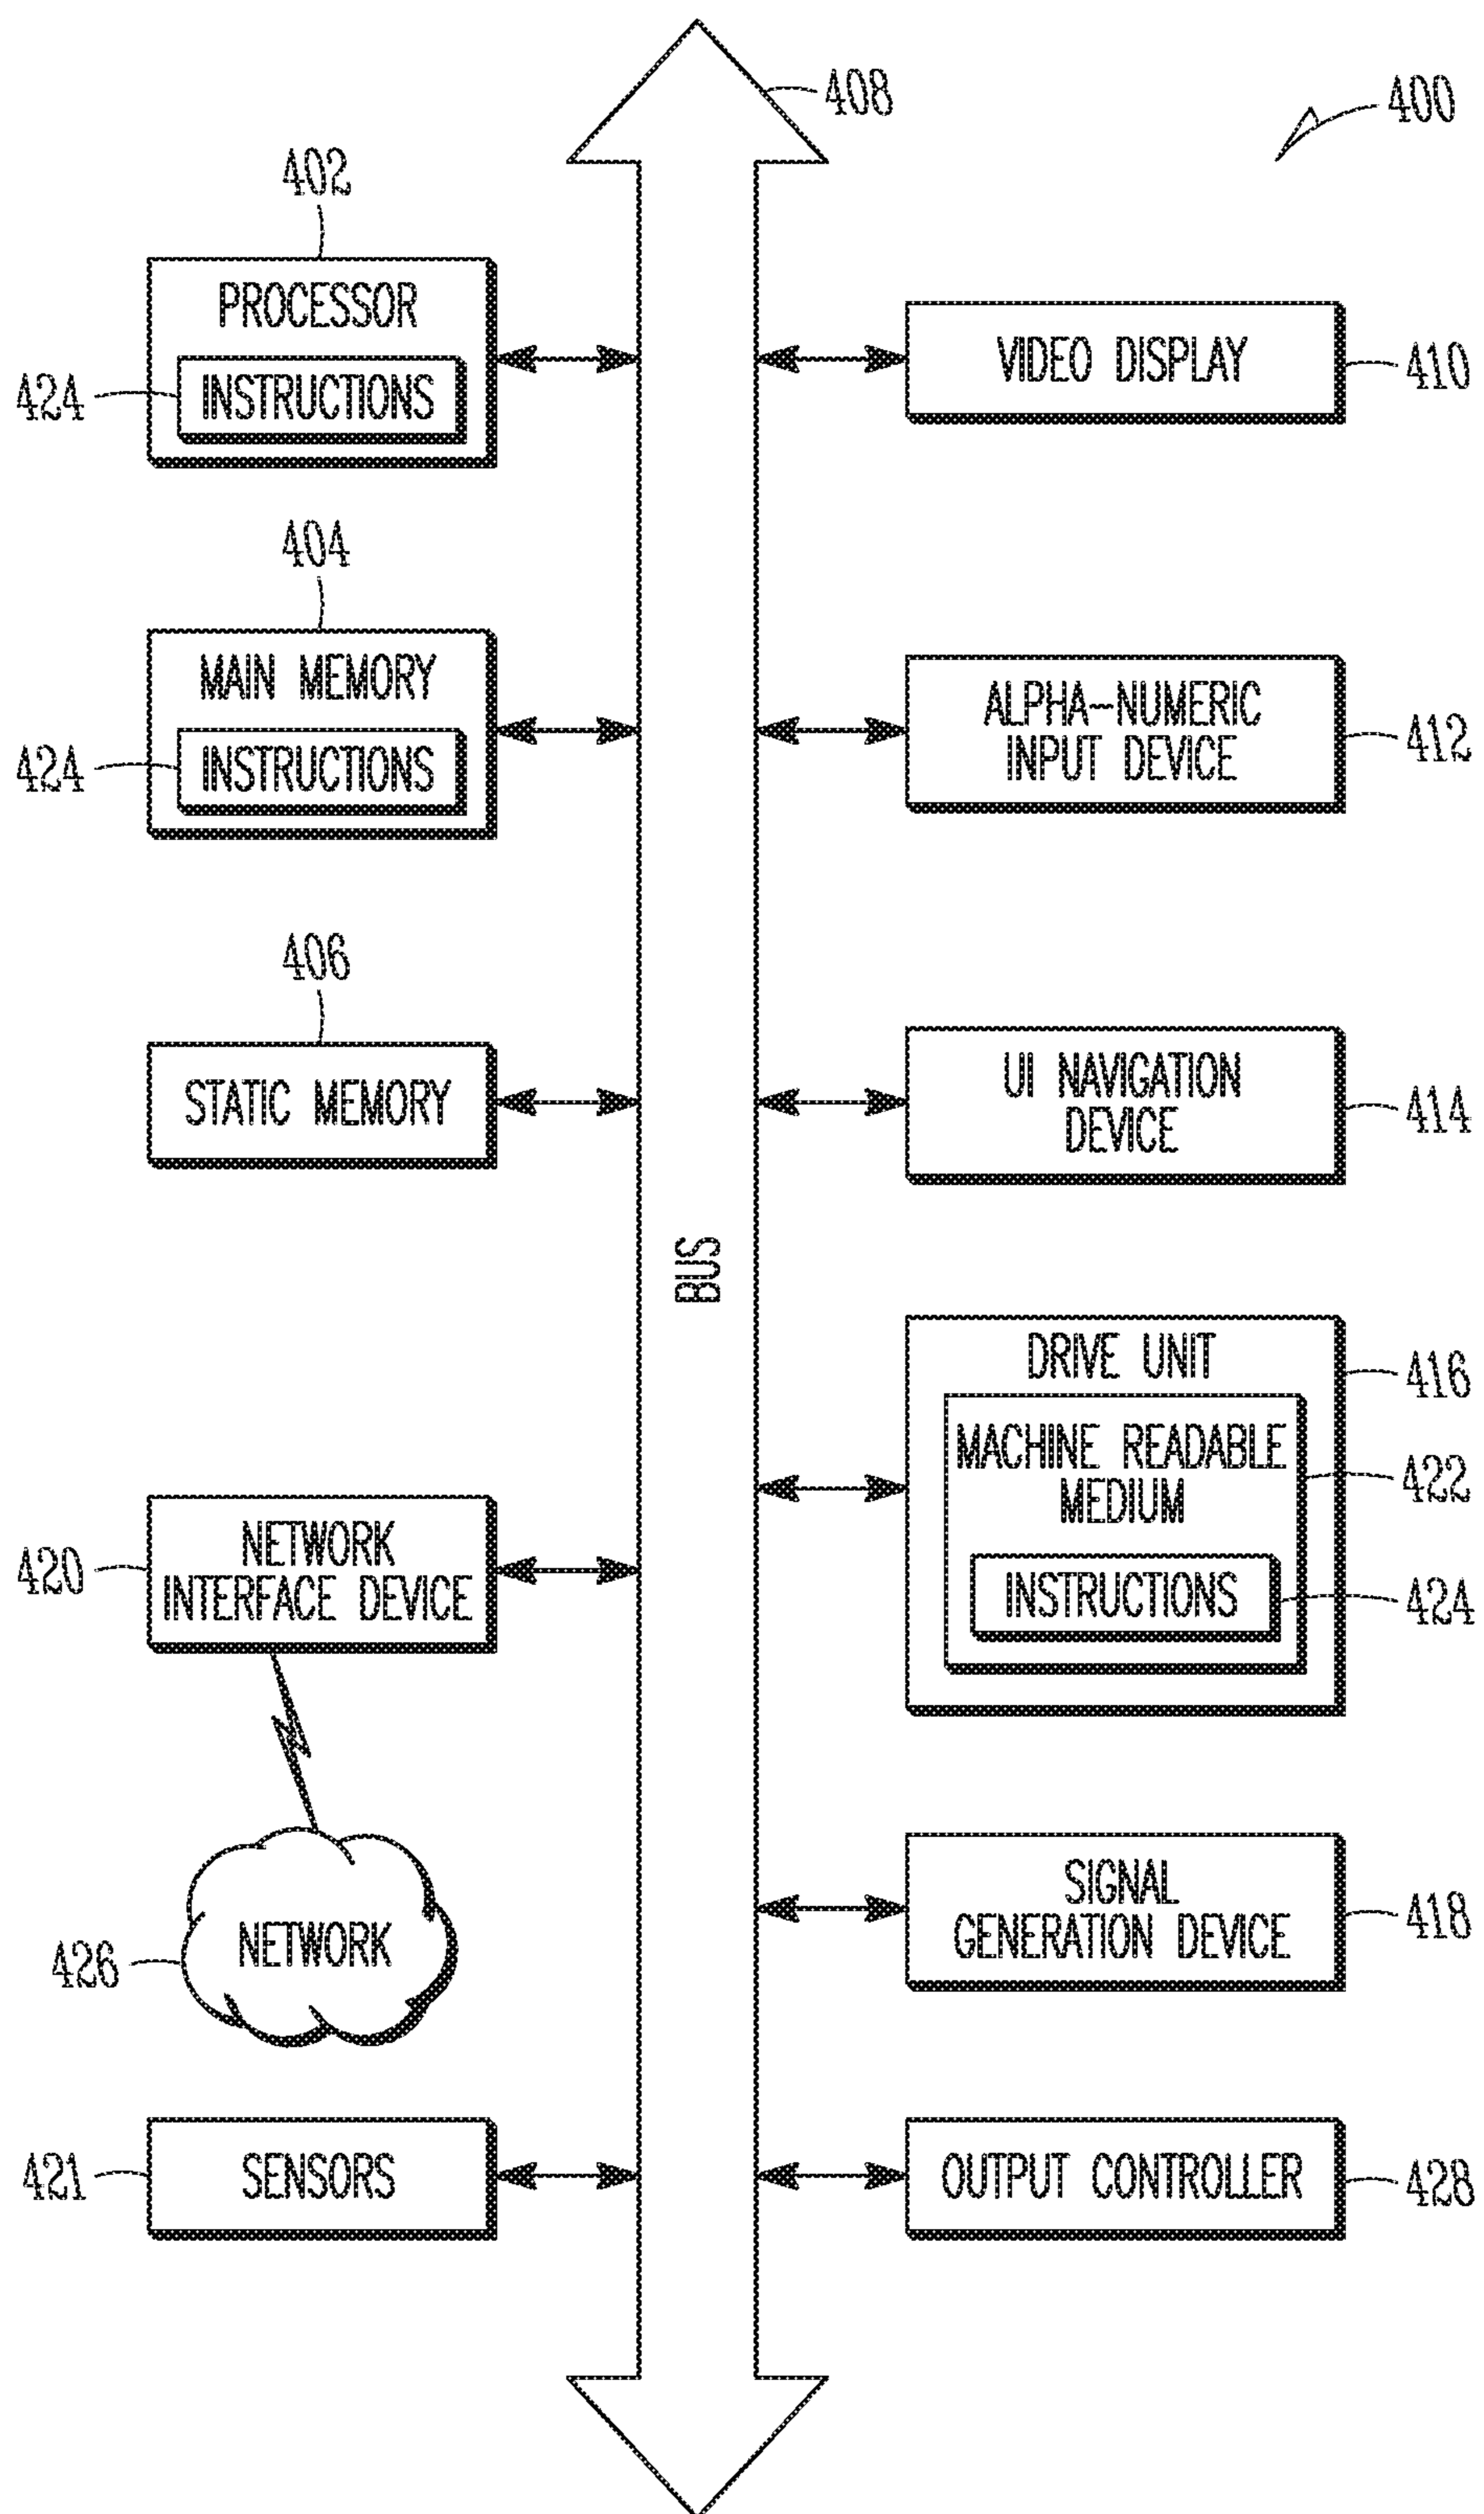 408
400
402
PROCESSOR
424
INSTRUCTIONS
VIDEO DISPLAY
410
404
MAIN MEMORY
424
INSTRUCTIONS
ALPHA-NUMERIC
INPUT DEVICE
412
406
STATIC MEMORY
UI NAVIGATION
DEVICE
414
BUS
DRIVE UNIT
416
MACHINE READABLE
MEDIUM
422
INSTRUCTIONS
424
420
NETWORK
INTERFACE DEVICE
SIGNAL
GENERATION DEVICE
418
426
NETWORK
421
SENSORS
OUTPUT CONTROLLER
428